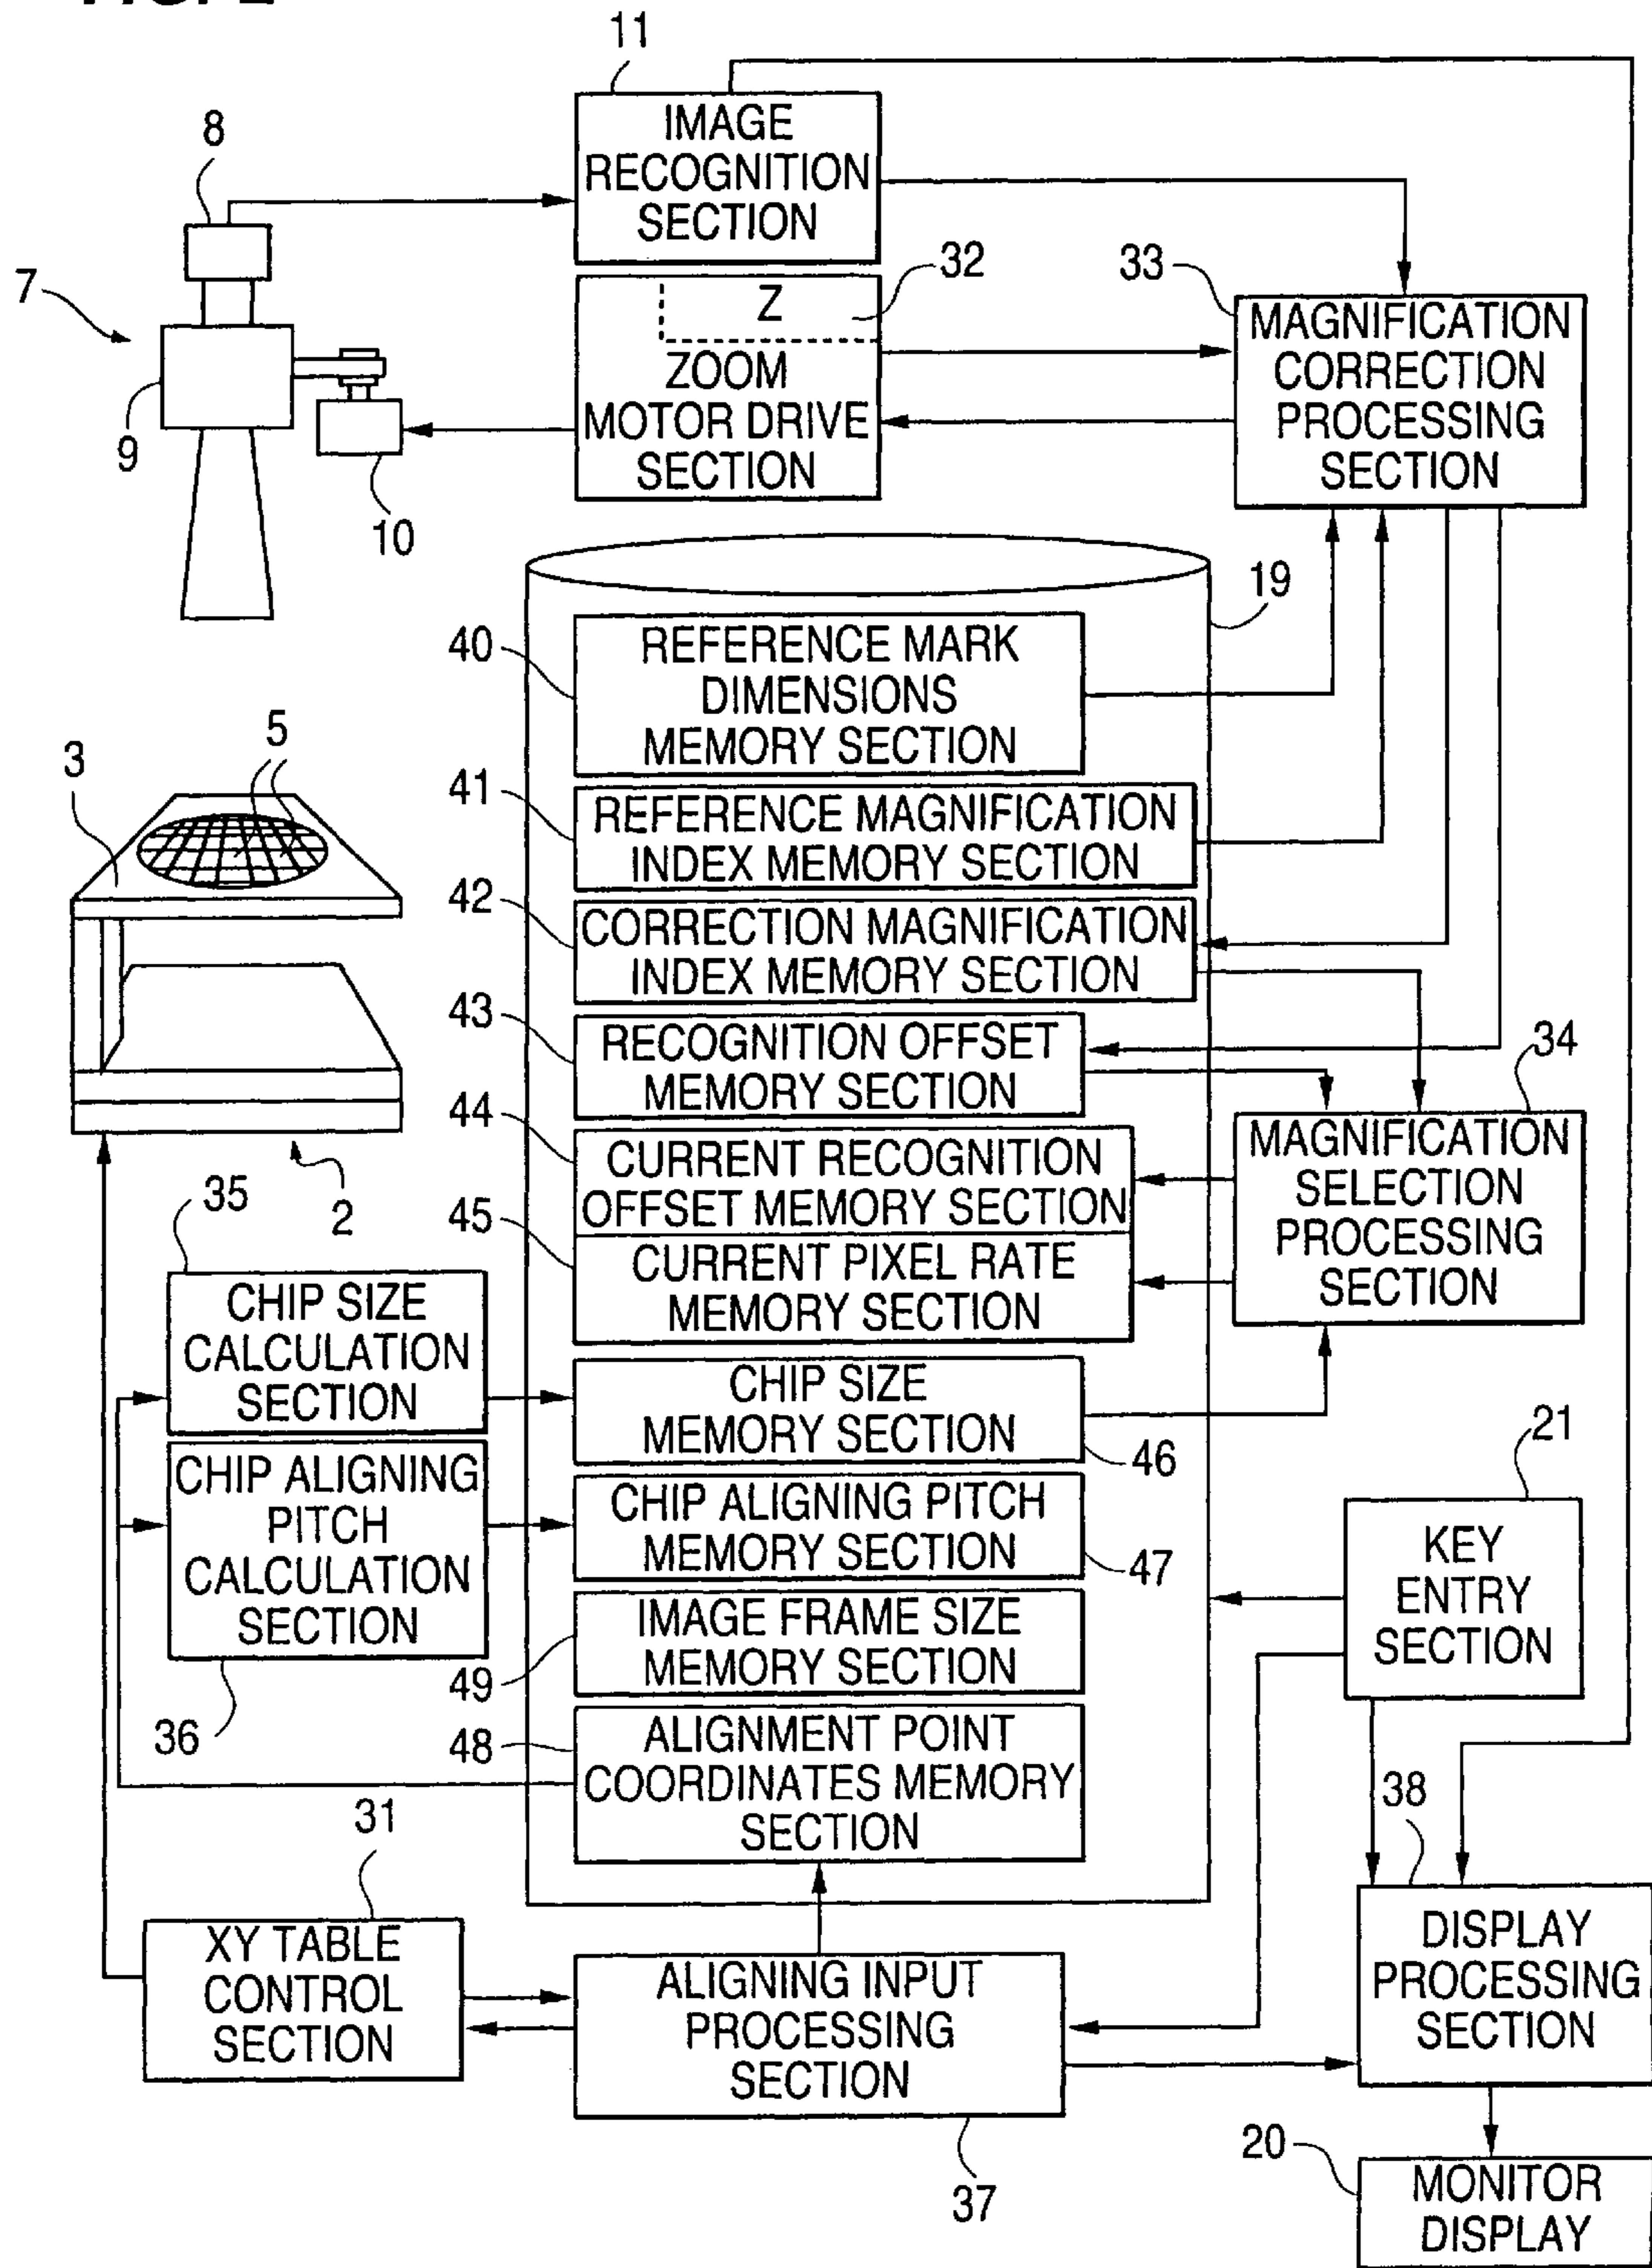 11
IMAGE
RECOGNITION
SECTION
8
7
9
10
Z
32
ZOOM
MOTOR DRIVE
SECTION
33
MAGNIFICATION
CORRECTION
PROCESSING
SECTION
19
40
REFERENCE MARK
DIMENSIONS
MEMORY SECTION
3
5
2
41
REFERENCE MAGNIFICATION
INDEX MEMORY SECTION
42
CORRECTION MAGNIFICATION
INDEX MEMORY SECTION
43
RECOGNITION OFFSET
MEMORY SECTION
34
MAGNIFICATION
SELECTION
PROCESSING
SECTION
44
CURRENT RECOGNITION
OFFSET MEMORY SECTION
45
CURRENT PIXEL RATE
MEMORY SECTION
35
CHIP SIZE
CALCULATION
SECTION
CHIP SIZE
MEMORY SECTION
46
CHIP ALIGNING
PITCH
CALCULATION
SECTION
36
CHIP ALIGNING PITCH
MEMORY SECTION
47
21
KEY
ENTRY
SECTION
IMAGE FRAME SIZE
MEMORY SECTION
49
48
ALIGNMENT POINT
COORDINATES MEMORY
SECTION
31
XY TABLE
CONTROL
SECTION
ALIGNING INPUT
PROCESSING
SECTION
37
38
DISPLAY
PROCESSING
SECTION
20
MONITOR
DISPLAY